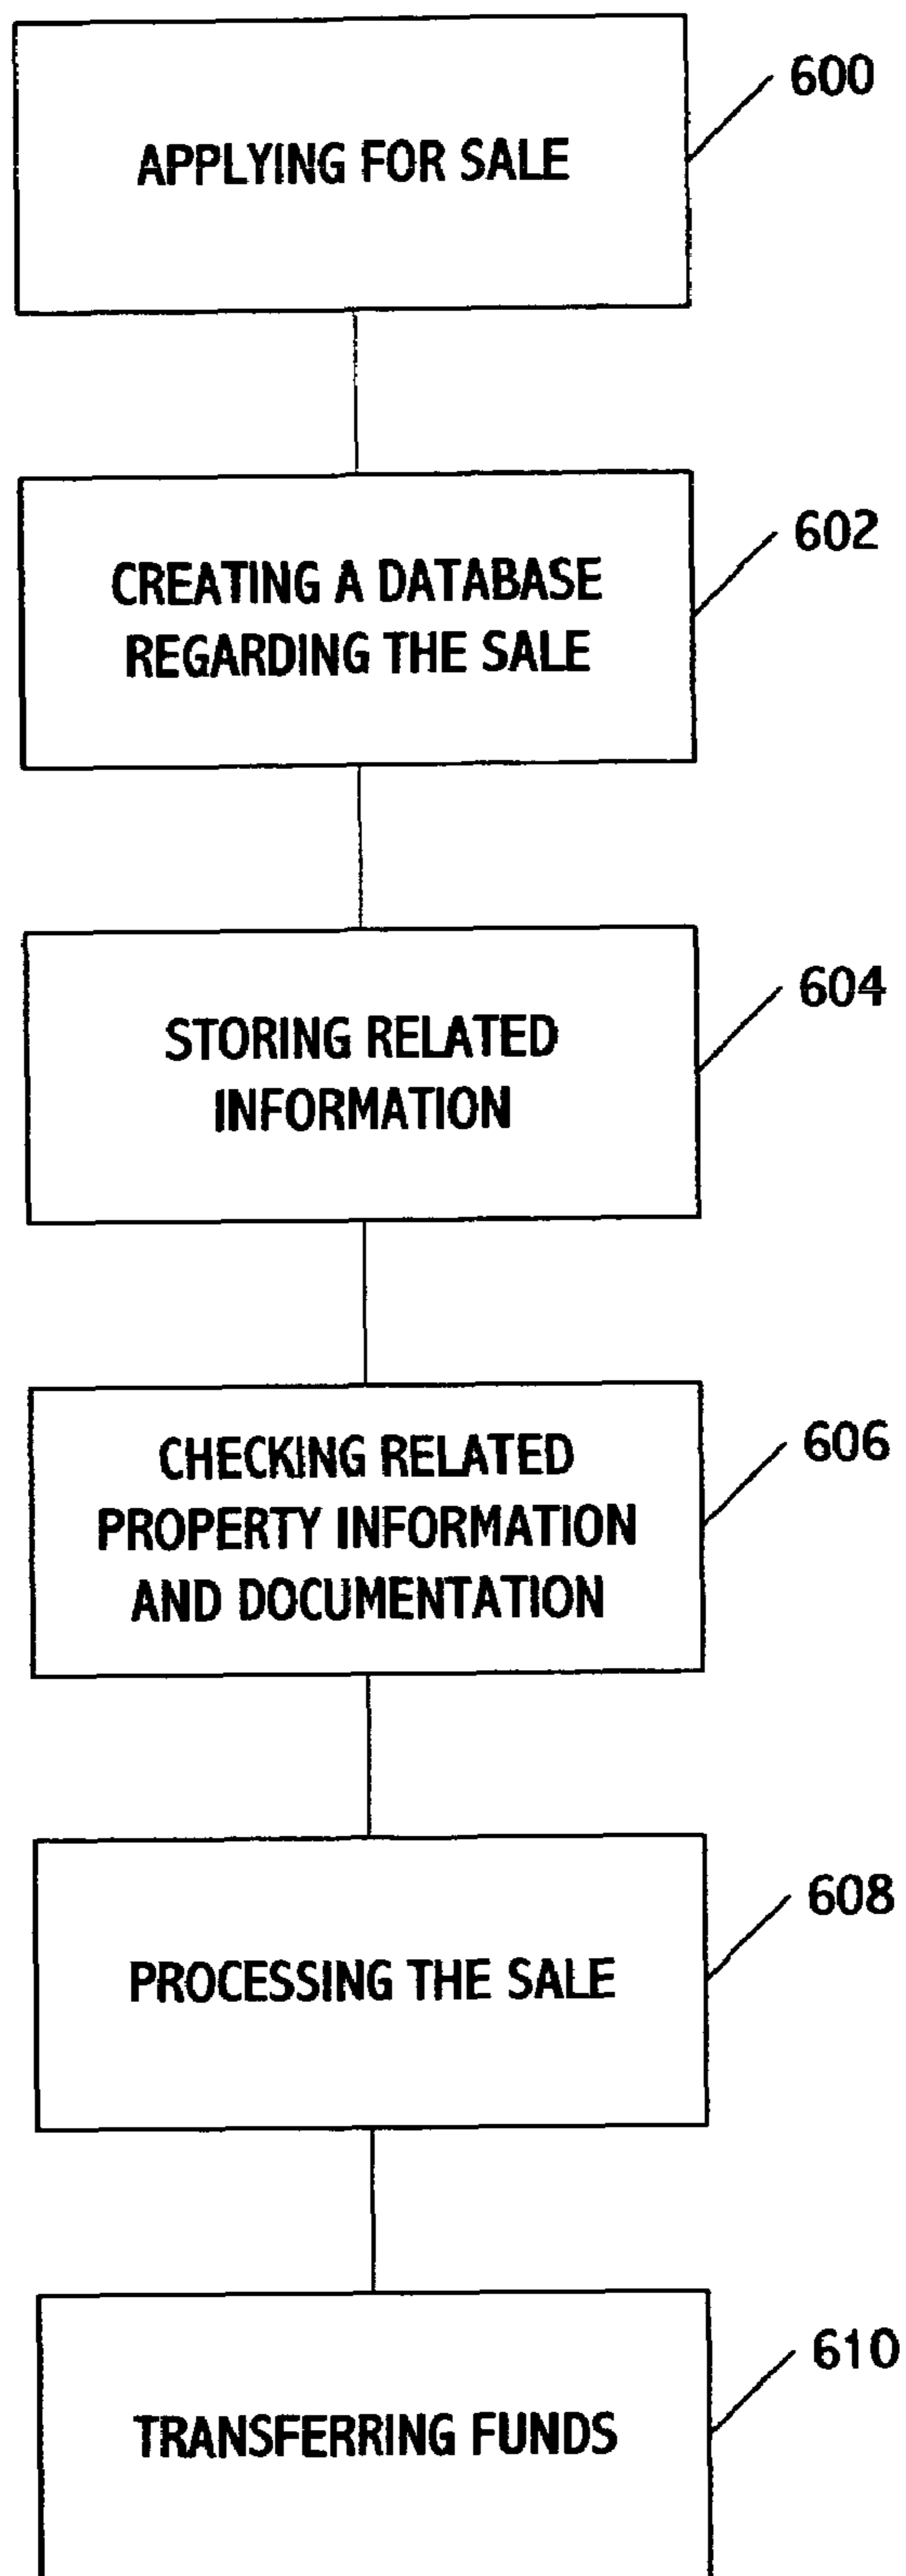 APPLYING FOR SALE
600
CREATING A DATABASE
REGARDING THE SALE
602
STORING RELATED
INFORMATION
604
CHECKING RELATED
PROPERTY INFORMATION
AND DOCUMENTATION
606
PROCESSING THE SALE
608
TRANSFERRING FUNDS
610